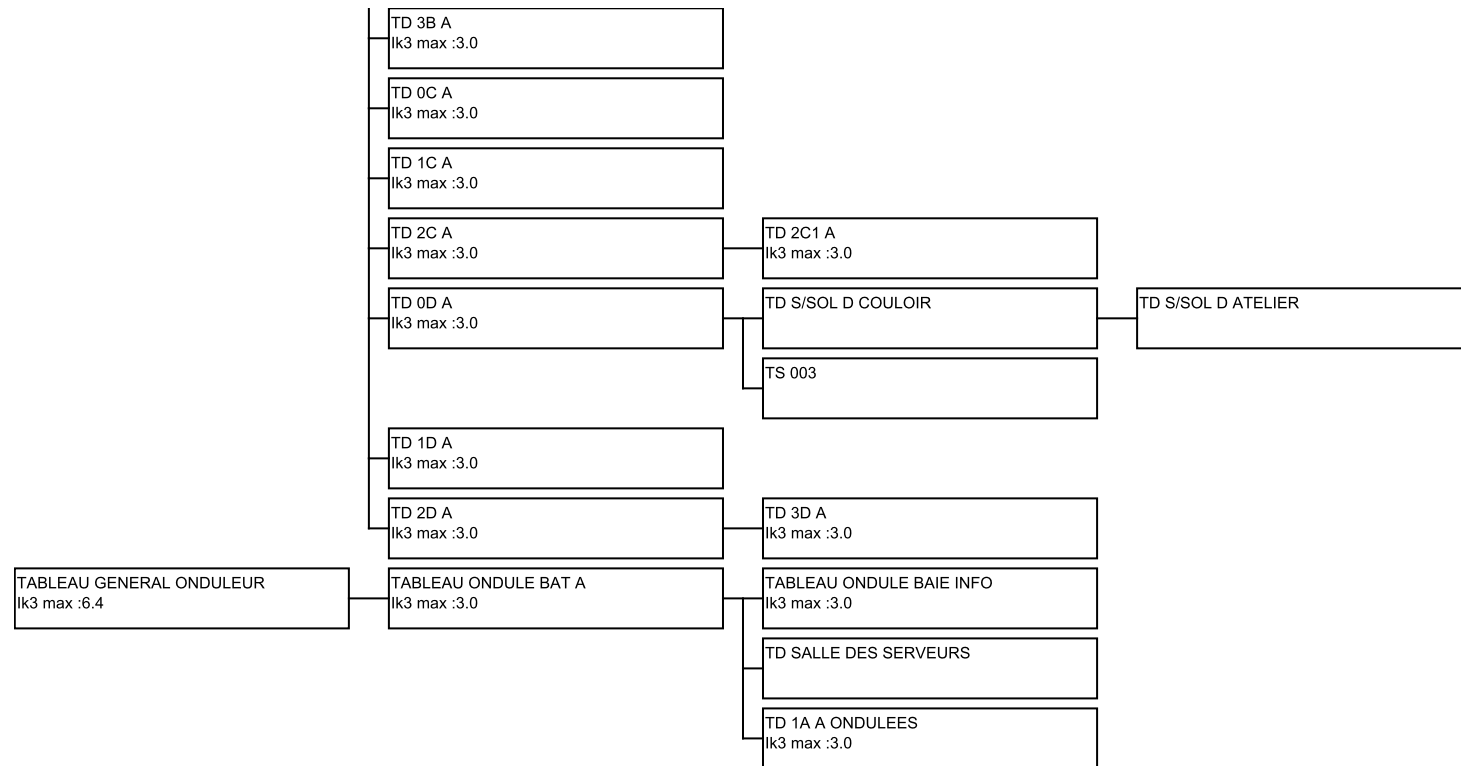 TD 3B A
Ik3 max :3.0
TD 0C A
Ik3 max :3.0
TD 1C A
Ik3 max :3.0
TD 2C A
Ik3 max :3.0
TD 2C1 A
Ik3 max :3.0
TD 0D A
Ik3 max :3.0
TD S/SOL D COULOIR
TD S/SOL D ATELIER
TS 003
TD 1D A
Ik3 max :3.0
TD 2D A
Ik3 max :3.0
TD 3D A
Ik3 max :3.0
TABLEAU GENERAL ONDULEUR
Ik3 max :6.4
TABLEAU ONDULE BAT A
Ik3 max :3.0
TABLEAU ONDULE BAIE INFO
Ik3 max :3.0
TD SALLE DES SERVEURS
TD 1A A ONDULEES
Ik3 max :3.0